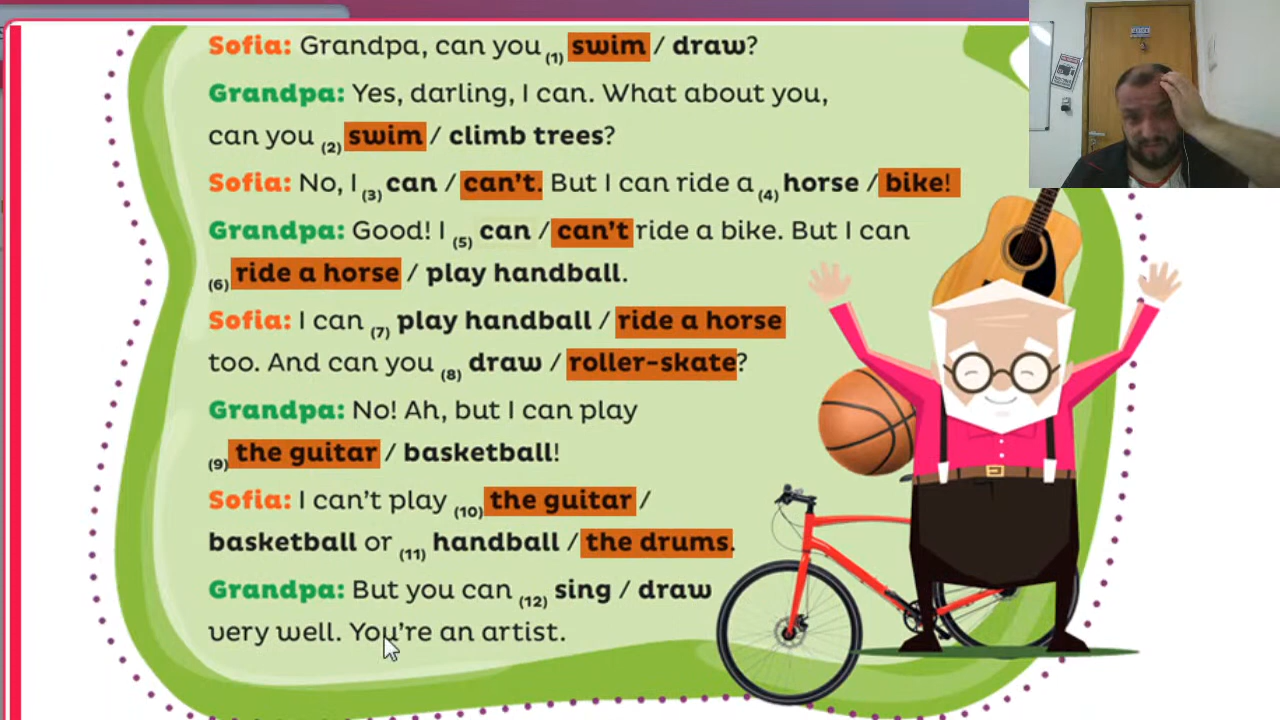 Sofia: Grandpa, can you (1) swim / draw?
Grandpa: Yes, darling, I can. What about you,
can you (2) swim / climb trees?
Sofia: No, I (3) can / can't. But I can ride a (4) horse / bike!
Grandpa: Good! I (5) can / can't ride a bike. But I can
(6) ride a horse / play handball.
Sofia: I can (7) play handball / ride a horse
too. And can you (8) draw / roller-skate?
Grandpa: No! Ah, but I can play
(9) the guitar / basketball!
Sofia: I can't play (10) the guitar /
basketball or (11) handball / the drums.
Grandpa: But you can (12) sing / draw
very well. You're an artist.